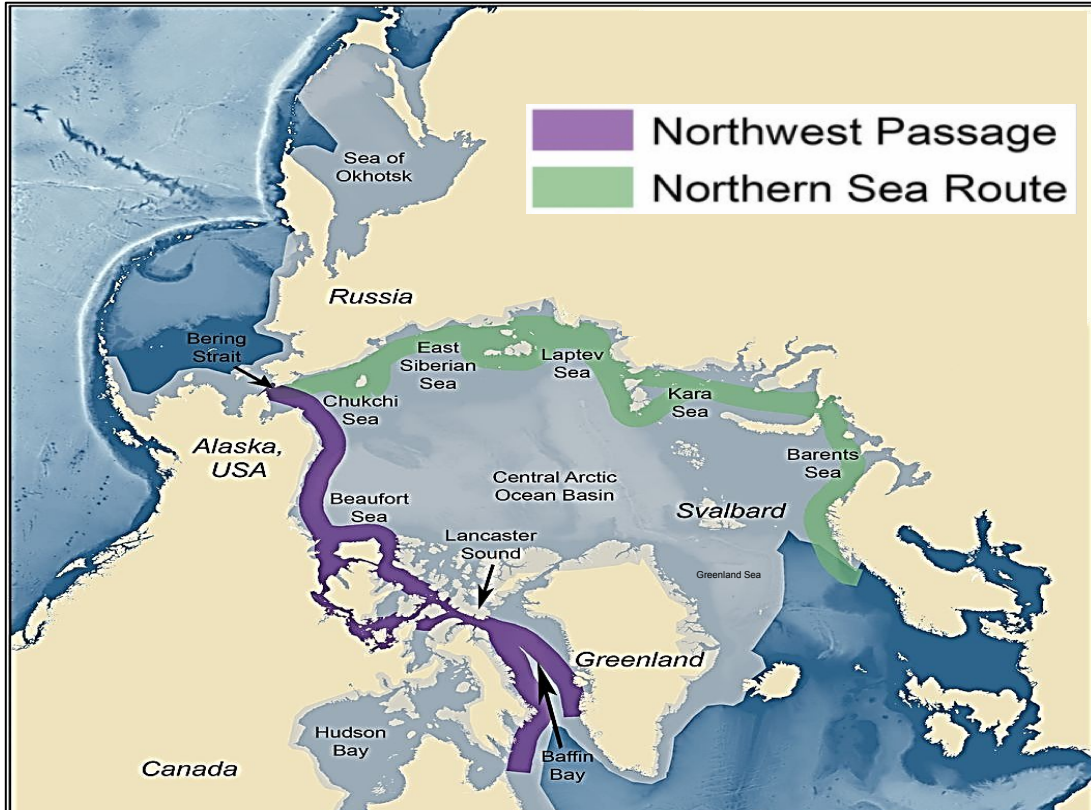 Northwest Passage
Northern Sea Route
Sea of
Okhotsk
Russia
Bering
Strait
East
Siberian
Sea
Laptev
Sea
Kara
Sea
Chukchi
Sea
Alaska,
USA
Barents
Sea
Central Arctic
Ocean Basin
Beaufort
Sea
Svalbard
Lancaster
Sound
Greenland Sea
Greenland
Hudson
Bay
Baffin
Bay
Canada